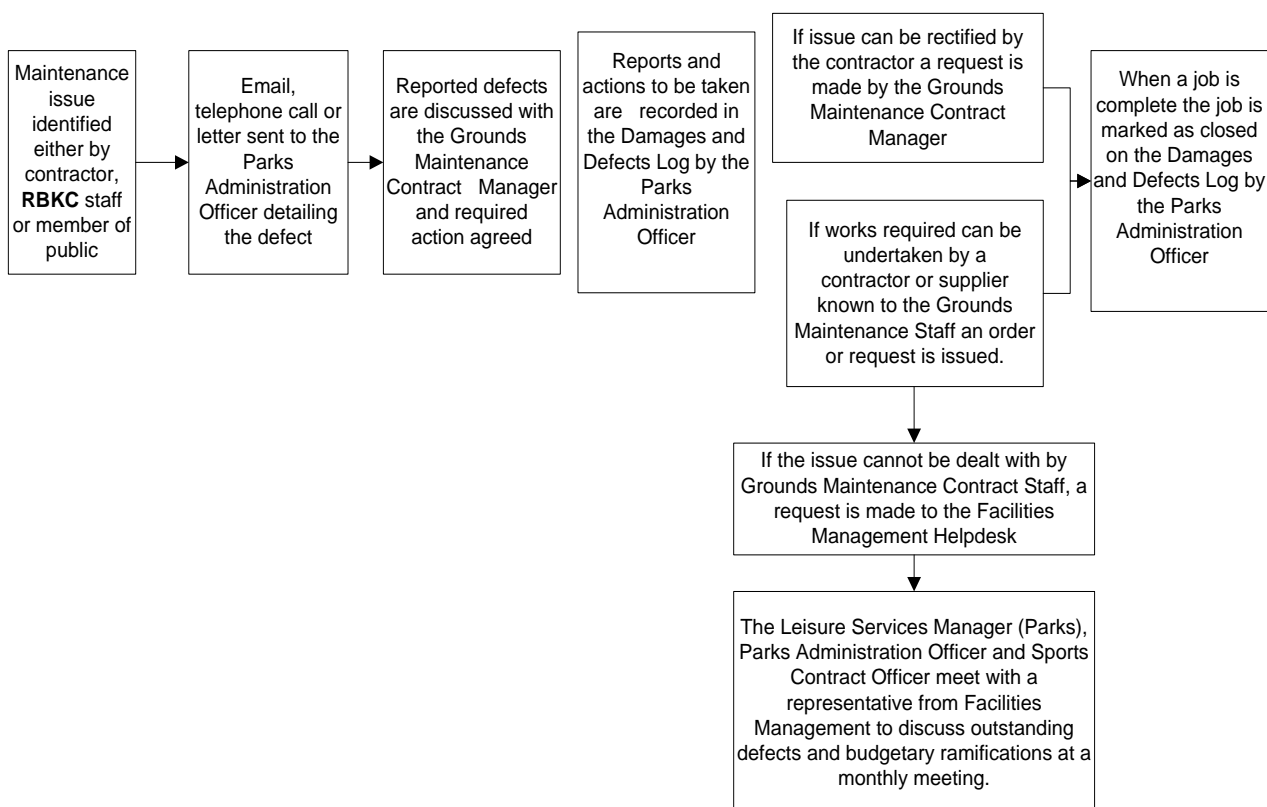 Maintenance
issue
identified
either by
contractor,
RBKC staff
or member of
public
Email,
telephone call or
letter sent to the
Parks
Administration
Officer detailing
the defect
Reported defects
are discussed with
the Grounds
Maintenance
Contract Manager
and required
action agreed
Reports and
actions to be taken
are recorded in
the Damages and
Defects Log by the
Parks
Administration
Officer
If issue can be rectified by
the contractor a request is
made by the Grounds
Maintenance Contract
Manager
If works required can be
undertaken by a
contractor or supplier
known to the Grounds
Maintenance Staff an order
or request is issued.
When a job is
complete the job is
marked as closed
on the Damages
and Defects Log by
the Parks
Administration
Officer
If the issue cannot be dealt with by
Grounds Maintenance Contract Staff, a
request is made to the Facilities
Management Helpdesk
The Leisure Services Manager (Parks),
Parks Administration Officer and Sports
Contract Officer meet with a
representative from Facilities
Management to discuss outstanding
defects and budgetary ramifications at a
monthly meeting.